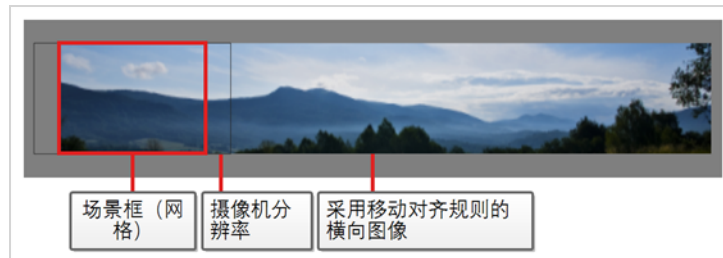 场景框（网
格）
摄像机分
辨率
采用移动对齐规则的
横向图像